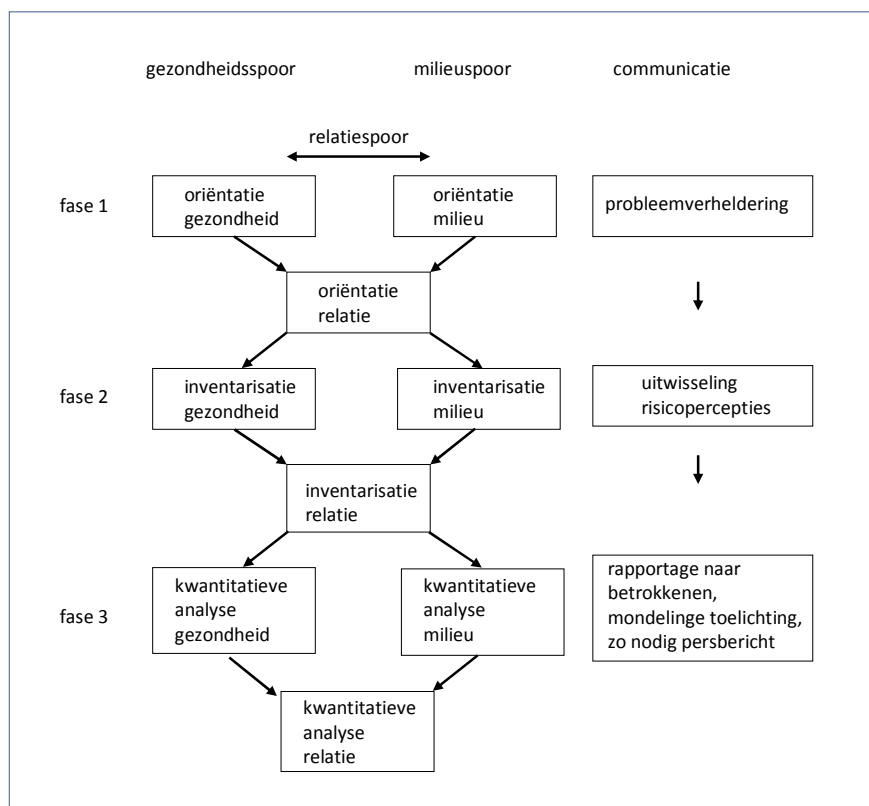 gezondheidsspoor milieuspoor communicatie
relatiespoor
fase 1
oriëntatie
gezondheid
oriëntatie
milieu
probleemverheldering
oriëntatie
relatie
fase 2
inventarisatie
gezondheid
inventarisatie
milieu
uitwisseling
risicopercepties
inventarisatie
relatie
fase 3
kwantitatieve
analyse
gezondheid
kwantitatieve
analyse
milieu
rapportage naar
betrokkenen,
mondelinge toelichting,
zo nodig persbericht
kwantitatieve
analyse
relatie